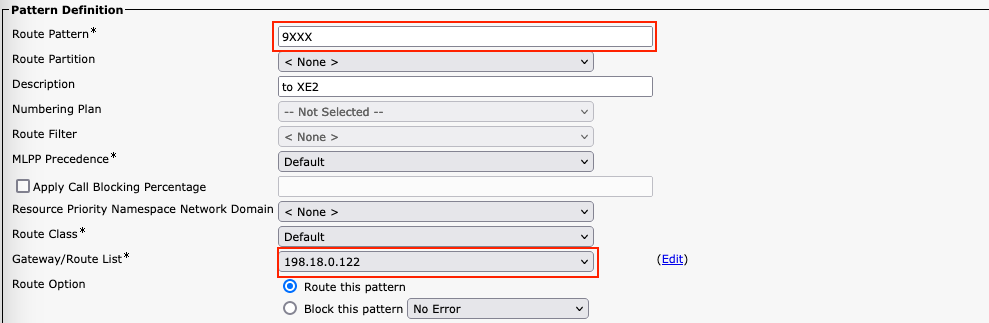 Pattern Definition
Route Pattern* 9XXX
Route Partition < None >
Description to XE2
Numbering Plan -- Not Selected --
Route Filter < None >
MLPP Precedence* Default
Apply Call Blocking Percentage
Resource Priority Namespace Network Domain < None >
Route Class* Default
Gateway/Route List* 198.18.0.122 (Edit)
Route Option Route this pattern
Block this pattern No Error